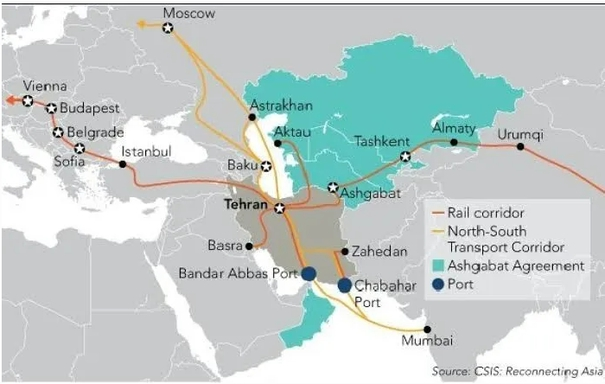 Moscow
Vienna
Budapest
Belgrade
Sofia
Istanbul
Astrakhan
Aktau
Baku
Tashkent
Almaty
Urumqi
Ashgabat
Tehran
Basra
Zahedan
Bandar Abbas Port
Chabahar
Port
Mumbai
Rail corridor
North-South
Transport Corridor
Ashgabat Agreement
Port
Source: CSIS: Reconnecting Asia